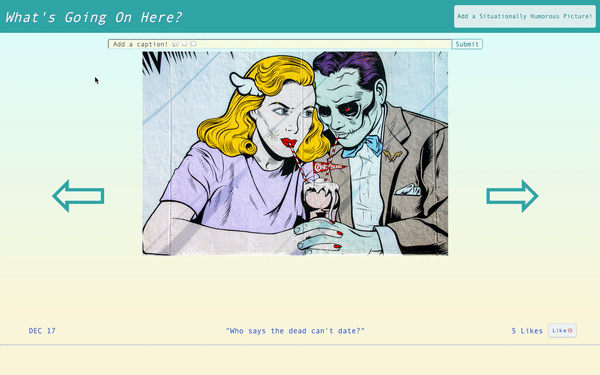 What's Going On Here?
Add a Situationally Humorous Picture!
Add a caption! 💬💭🗯
Submit
DEC 17
"Who says the dead can't date?"
5 Likes
Like♡